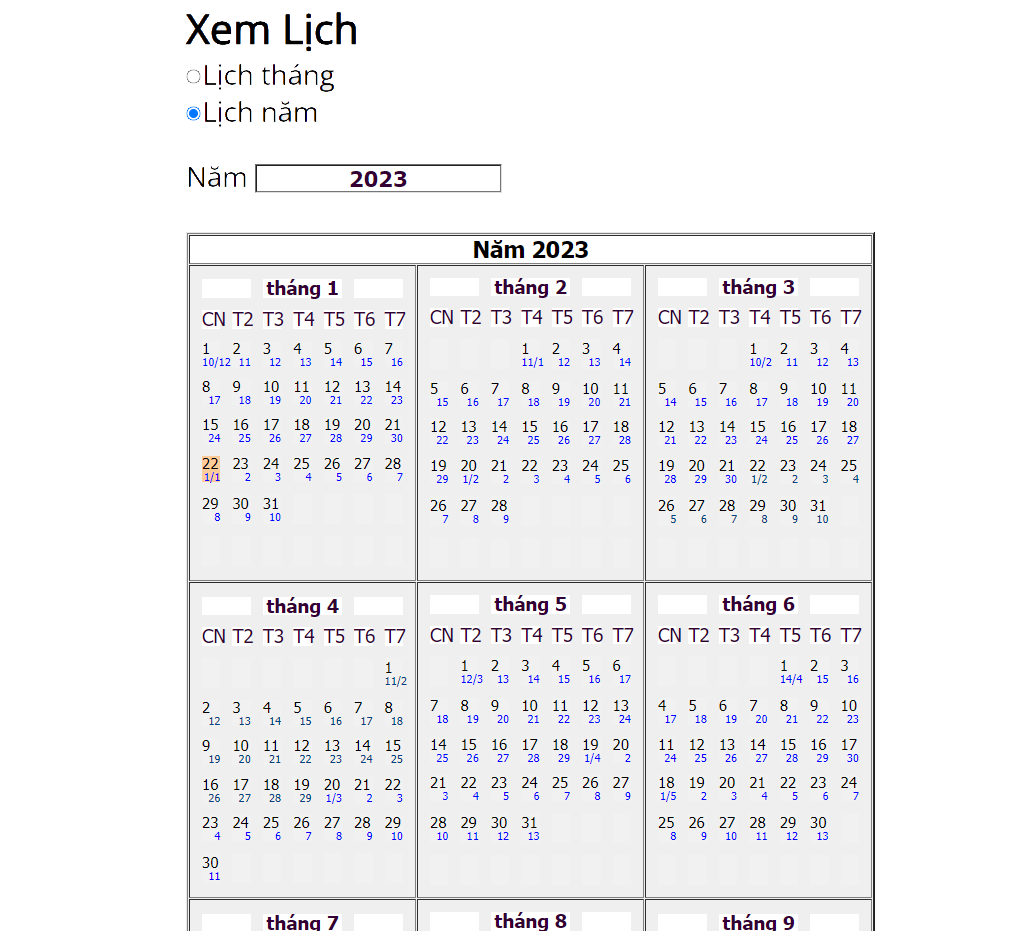 Xem Lịch
Lịch tháng
Lịch năm
Năm 2023
Năm 2023
tháng 1 tháng 2 tháng 3
CN T2 T3 T4 T5 T6 T7 CN T2 T3 T4 T5 T6 T7 CN T2 T3 T4 T5 T6 T7
1 2 3 4 5 6 7 1 2 3 4 1 2 3 4
10/12 11 12 13 14 15 16 11/1 12 13 14 10/2 11 12 13
8 9 10 11 12 13 14 5 6 7 8 9 10 11 5 6 7 8 9 10 11
17 18 19 20 21 22 23 15 16 17 18 19 20 21 14 15 16 17 18 19 20
15 16 17 18 19 20 21 12 13 14 15 16 17 18 12 13 14 15 16 17 18
24 25 26 27 28 29 30 22 23 24 25 26 27 28 21 22 23 24 25 26 27
22 23 24 25 26 27 28 19 20 21 22 23 24 25 19 20 21 22 23 24 25
1/1 2 3 4 5 6 7 29 1/2 2 3 4 5 6 28 29 30 1/2 2 3 4
29 30 31 26 27 28 26 27 28 29 30 31
8 9 10 7 8 9 5 6 7 8 9 10
tháng 4 tháng 5 tháng 6
CN T2 T3 T4 T5 T6 T7 CN T2 T3 T4 T5 T6 T7 CN T2 T3 T4 T5 T6 T7
1 1 2 3 4 5 6 1 2 3
11/2 12/3 13 14 15 16 17 14/4 15 16
2 3 4 5 6 7 8 7 8 9 10 11 12 13 4 5 6 7 8 9 10
12 13 14 15 16 17 18 18 19 20 21 22 23 24 17 18 19 20 21 22 23
9 10 11 12 13 14 15 14 15 16 17 18 19 20 11 12 13 14 15 16 17
19 20 21 22 23 24 25 25 26 27 28 29 1/4 2 24 25 26 27 28 29 30
16 17 18 19 20 21 22 21 22 23 24 25 26 27 18 19 20 21 22 23 24
26 27 28 29 1/3 2 3 3 4 5 6 7 8 9 1/5 2 3 4 5 6 7
23 24 25 26 27 28 29 28 29 30 31 25 26 27 28 29 30
4 5 6 7 8 9 10 10 11 12 13 8 9 10 11 12 13
30
11
tháng 7 tháng 8 tháng 9